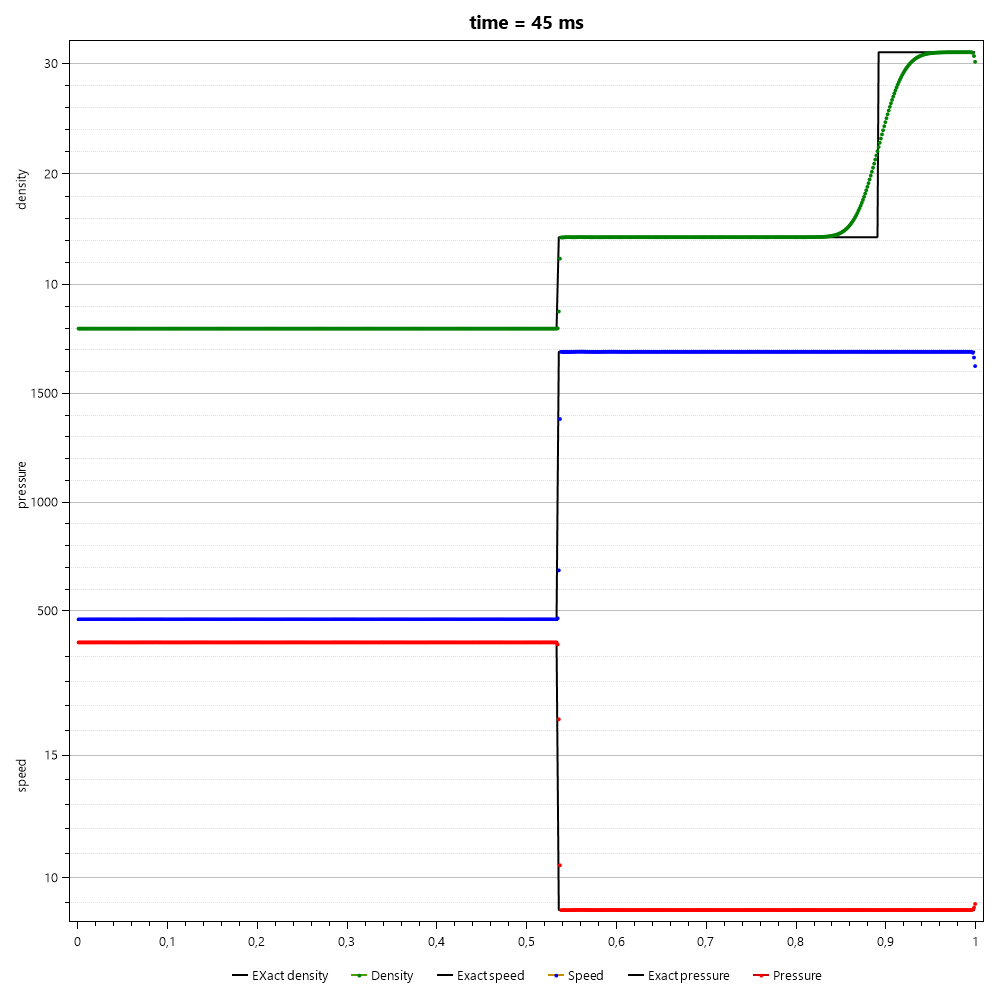 time = 45 ms
30
20
10
density
1500
1000
500
pressure
15
10
speed
0 0,1 0,2 0,3 0,4 0,5 0,6 0,7 0,8 0,9 1
EXact density Density Exact speed Speed Exact pressure Pressure